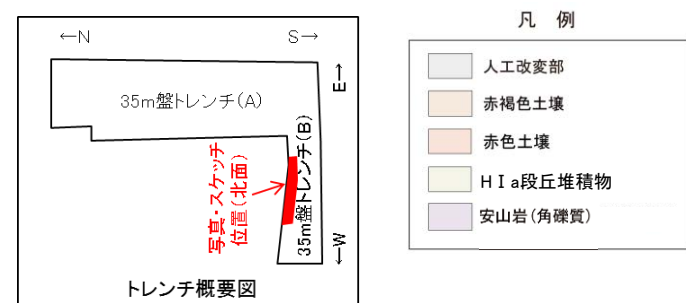 ←N
S→
E→
35m盤トレンチ(A)
35m盤トレンチ(B)
写真・スケッチ
位置(北面)
←W
トレンチ概要図
凡 例
人工改変部
赤褐色土壌
赤色土壌
HⅠa段丘堆積物
安山岩(角礫質)